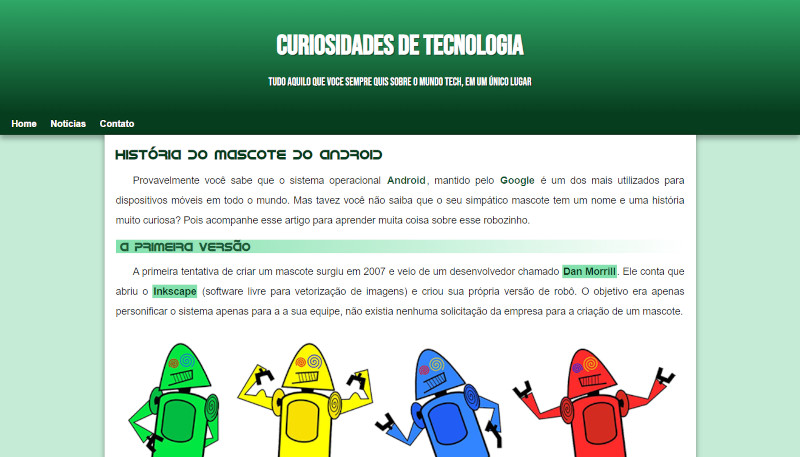 CURIOSIDADES DE TECNOLOGIA
TUDO AQUILO QUE VOCE SEMPRE QUIS SOBRE O MUNDO TECH, EM UM ÚNICO LUGAR
Home Notícias Contato
HISTÓRIA DO MASCOTE DO ANDROID
Provavelmente você sabe que o sistema operacional Android, mantido pelo Google é um dos mais utilizados para
dispositivos móveis em todo o mundo. Mas tavez você não saiba que o seu simpático mascote tem um nome e uma história
muito curiosa? Pois acompanhe esse artigo para aprender muita coisa sobre esse robozinho.
A PRIMEIRA VERSÃO
A primeira tentativa de criar um mascote surgiu em 2007 e veio de um desenvolvedor chamado Dan Morrill. Ele conta que
abriu o Inkscape (software livre para vetorização de imagens) e criou sua própria versão de robô. O objetivo era apenas
personificar o sistema apenas para a a sua equipe, não existia nenhuma solicitação da empresa para a criação de um mascote.